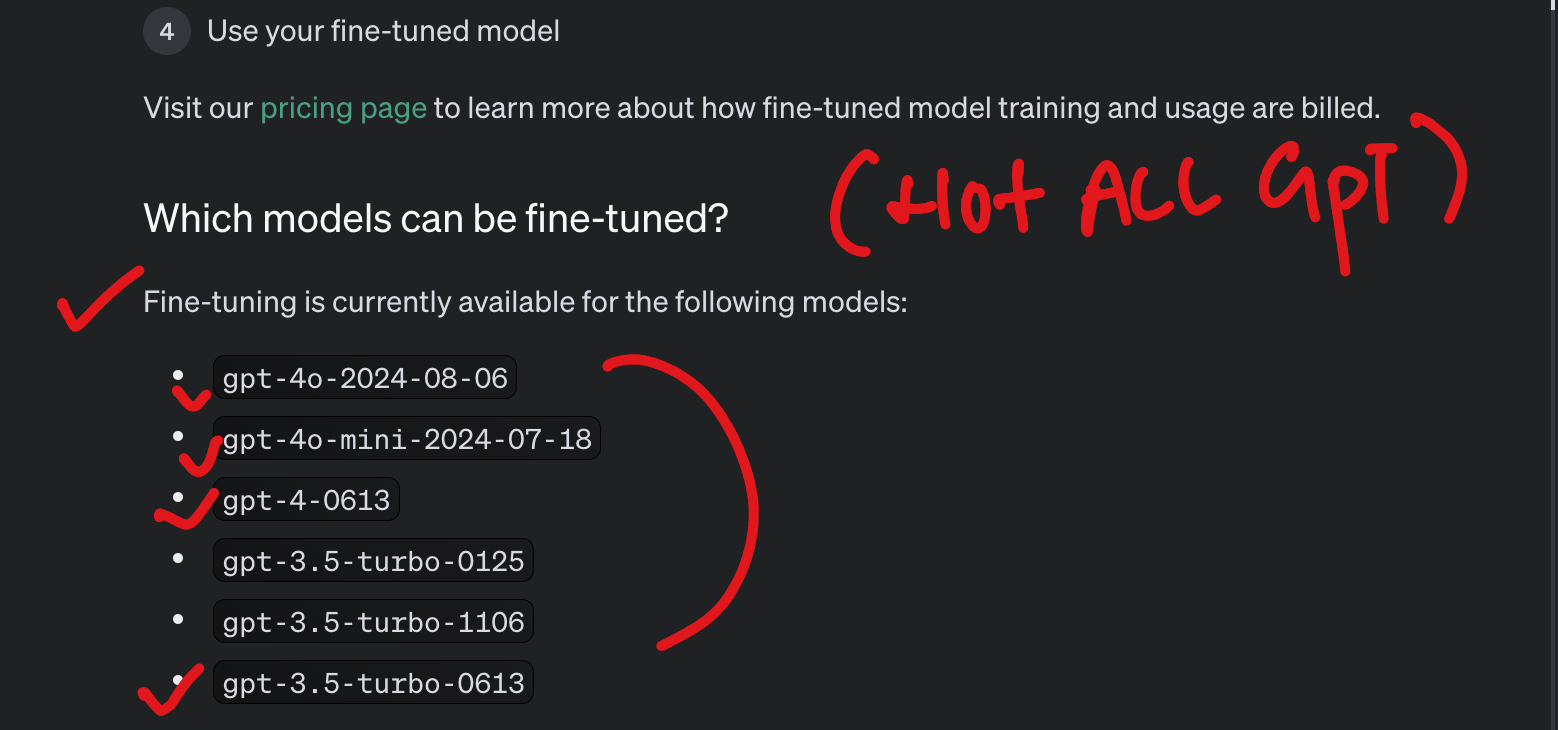 4 Use your fine-tuned model
Visit our pricing page to learn more about how fine-tuned model training and usage are billed.
(Not ALL GPT)
Which models can be fine-tuned?
Fine-tuning is currently available for the following models:
gpt-4o-2024-08-06
gpt-4o-mini-2024-07-18
gpt-4-0613
gpt-3.5-turbo-0125
gpt-3.5-turbo-1106
gpt-3.5-turbo-0613